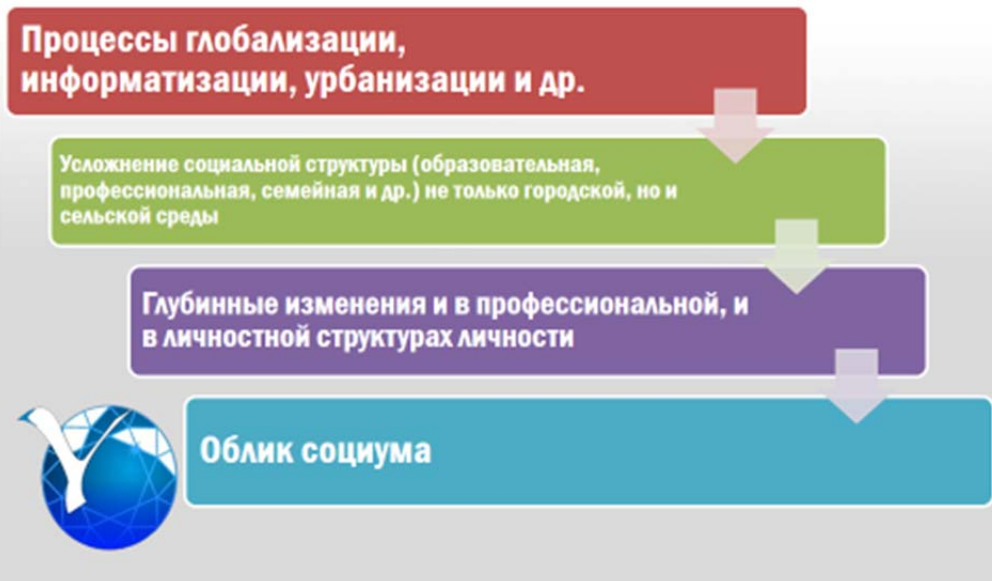 Процессы глобализации,
информатизации, урбанизации и др.
Усложнение социальной структуры (образовательная,
профессиональная, семейная и др.) не только городской, но и
сельской среды
Глубинные изменения и в профессиональной, и
в личностной структурах личности
Облик социума